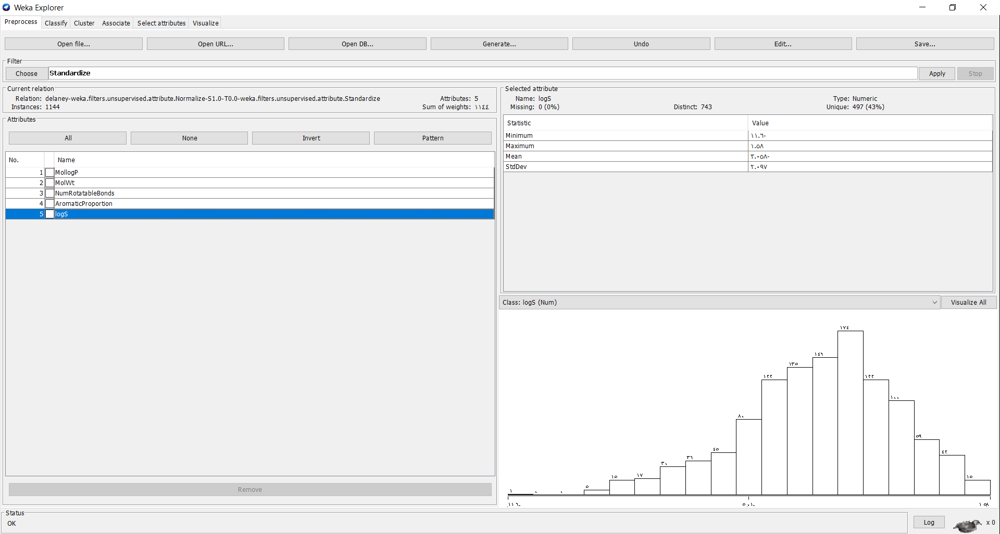 Weka Explorer
Preprocess Classify Cluster Associate Select attributes Visualize
Open file... Open URL... Open DB... Generate... Undo Edit... Save...
Filter
Choose Standardize Apply Stop
Current relation
Relation: delaney-weka.filters.unsupervised.attribute.Normalize-S1.0-T0.0-weka.filters.unsupervised.attribute.Standardize Attributes: 5
Instances: 1144 Sum of weights: ١١٤٤
Attributes
All None Invert Pattern
No. Name
1 MollogP
2 MolWt
3 NumRotatableBonds
4 AromaticProportion
5 logS
Remove
Selected attribute
Name: logS Type: Numeric
Missing: 0 (0%) Distinct: 743 Unique: 497 (43%)
Statistic Value
Minimum ١١.٦-
Maximum ١.٥٨
Mean ٣.٠٥٨-
StdDev ٢.٠٩٧
Class: logS (Num) Visualize All
١ ٠ ٠ ٥ ١٥ ١٧ ٣٠ ٣٦ ٤٥ ٨٠ ١٢٢ ١٣٥ ١٤٦ ١٧٤ ١٢٢ ١٠٠ ٥٩ ٤٢ ١٥
١١.٦- ٥.٠١- ١.٥٨
Status
OK Log x 0